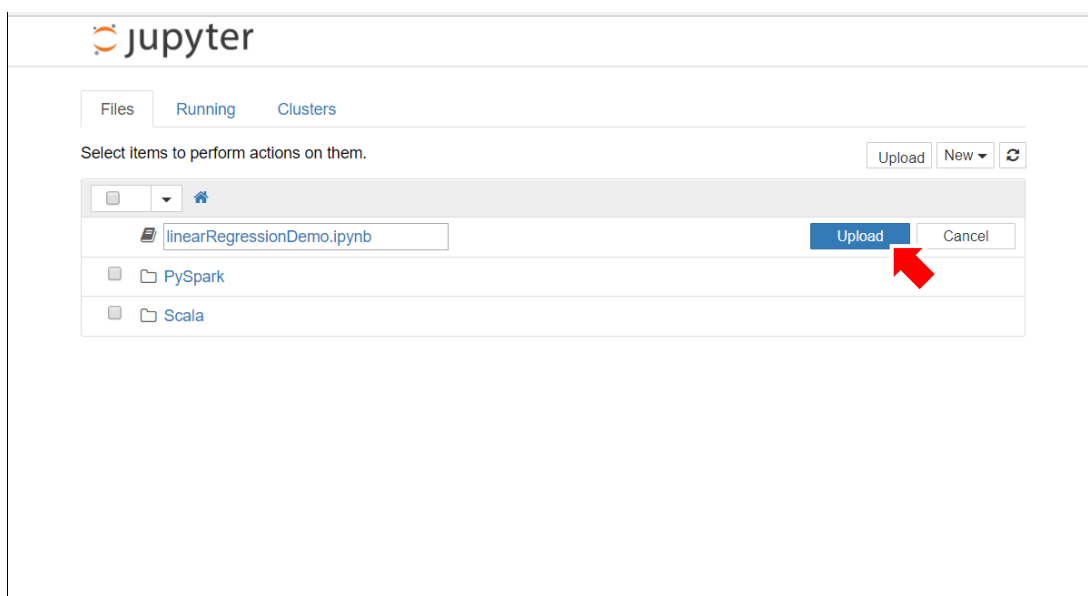 jupyter
Files Running Clusters
Select items to perform actions on them.
Upload New
linearRegressionDemo.ipynb Upload Cancel
PySpark
Scala